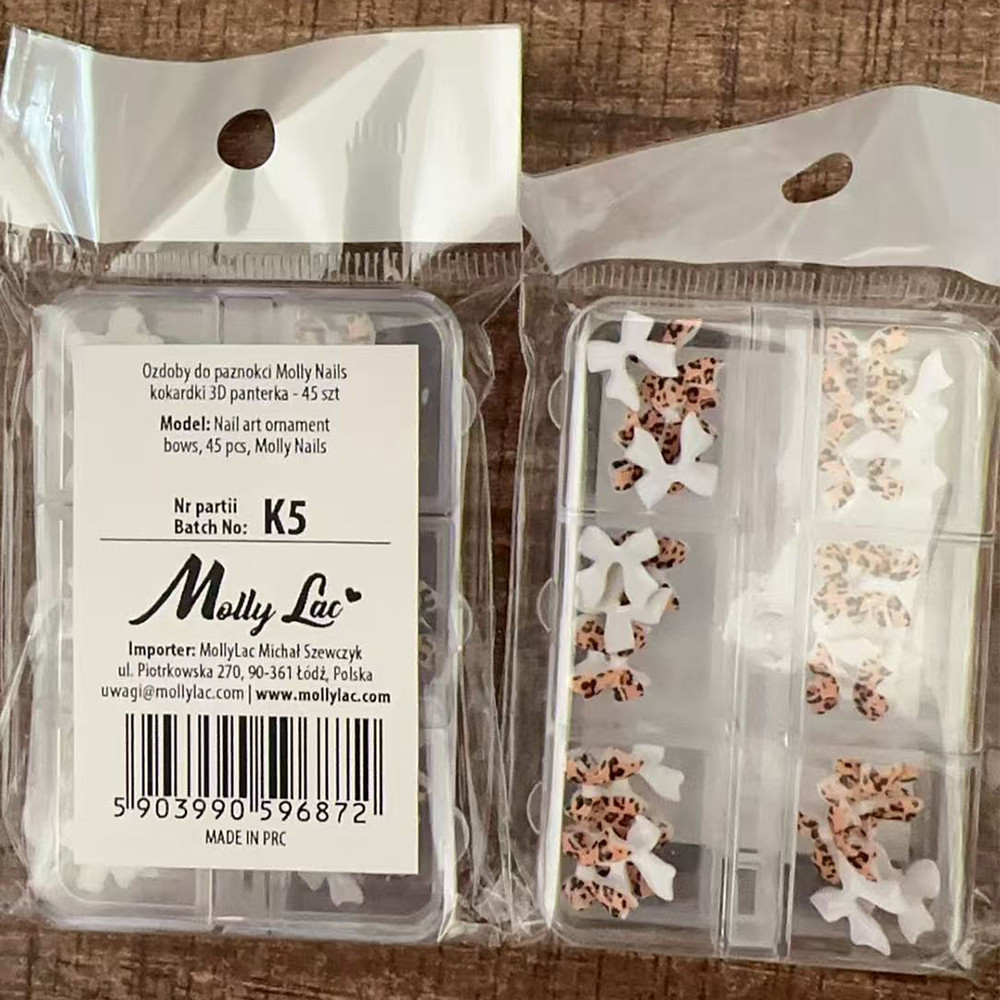 Ozdoby do paznokci Molly Nails
kokardki 3D panterka - 45 szt
Model: Nail art ornament
bows, 45 pcs, Molly Nails
Nr partii
Batch No: K5
Molly Lac
Importer: MollyLac Michał Szewczyk
ul. Piotrkowska 270, 90-361 Łódź, Polska
uwagi@mollylac.com | www.mollylac.com
5 903990 596872
MADE IN PRC